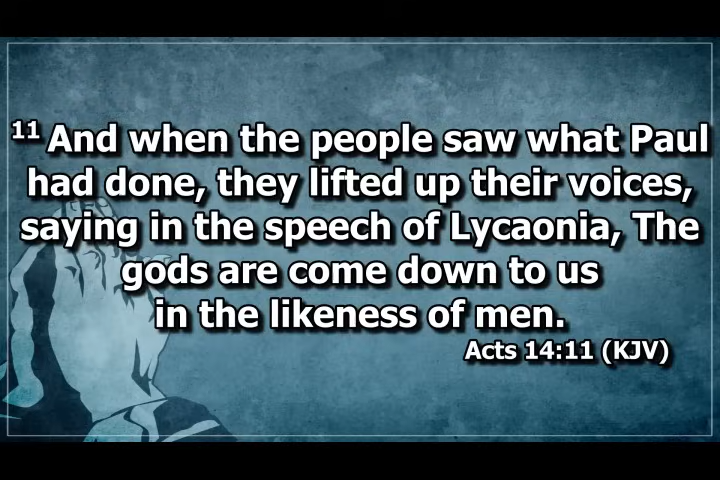 11 And when the people saw what Paul
had done, they lifted up their voices,
saying in the speech of Lycaonia, The
gods are come down to us
in the likeness of men.
Acts 14:11 (KJV)